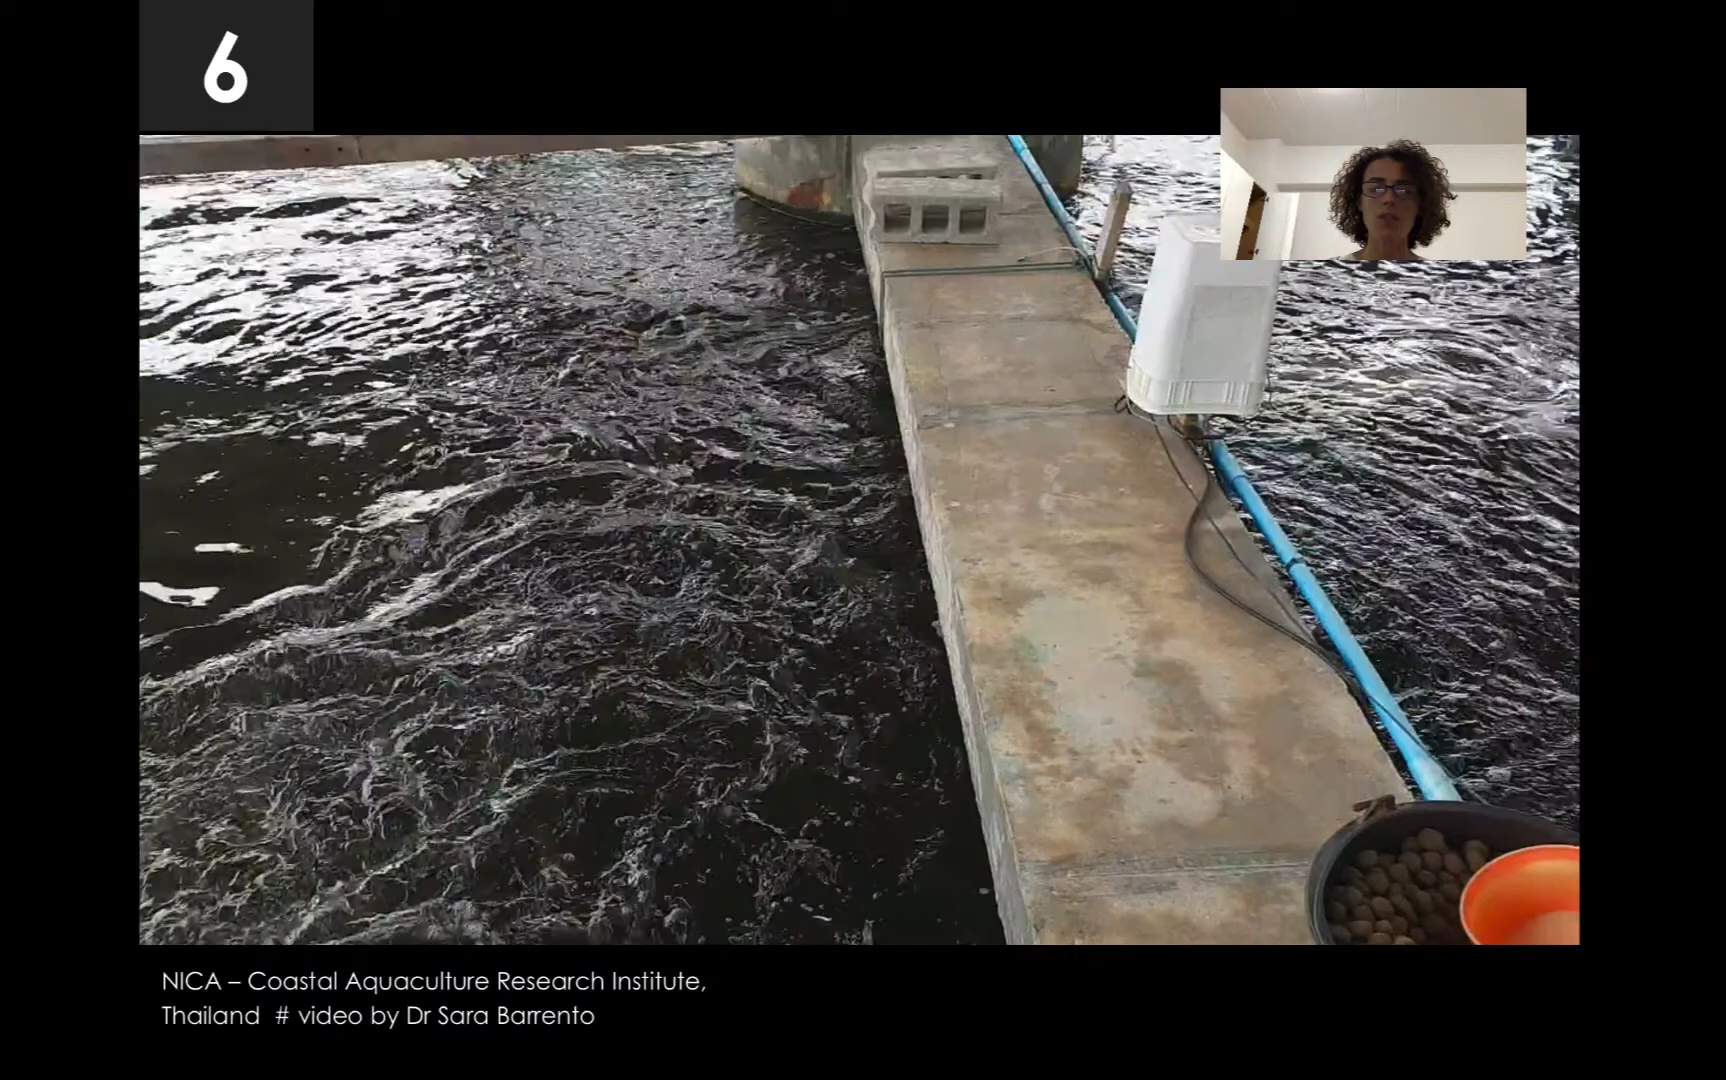 6
NICA – Coastal Aquaculture Research Institute,
Thailand # video by Dr Sara Barrento